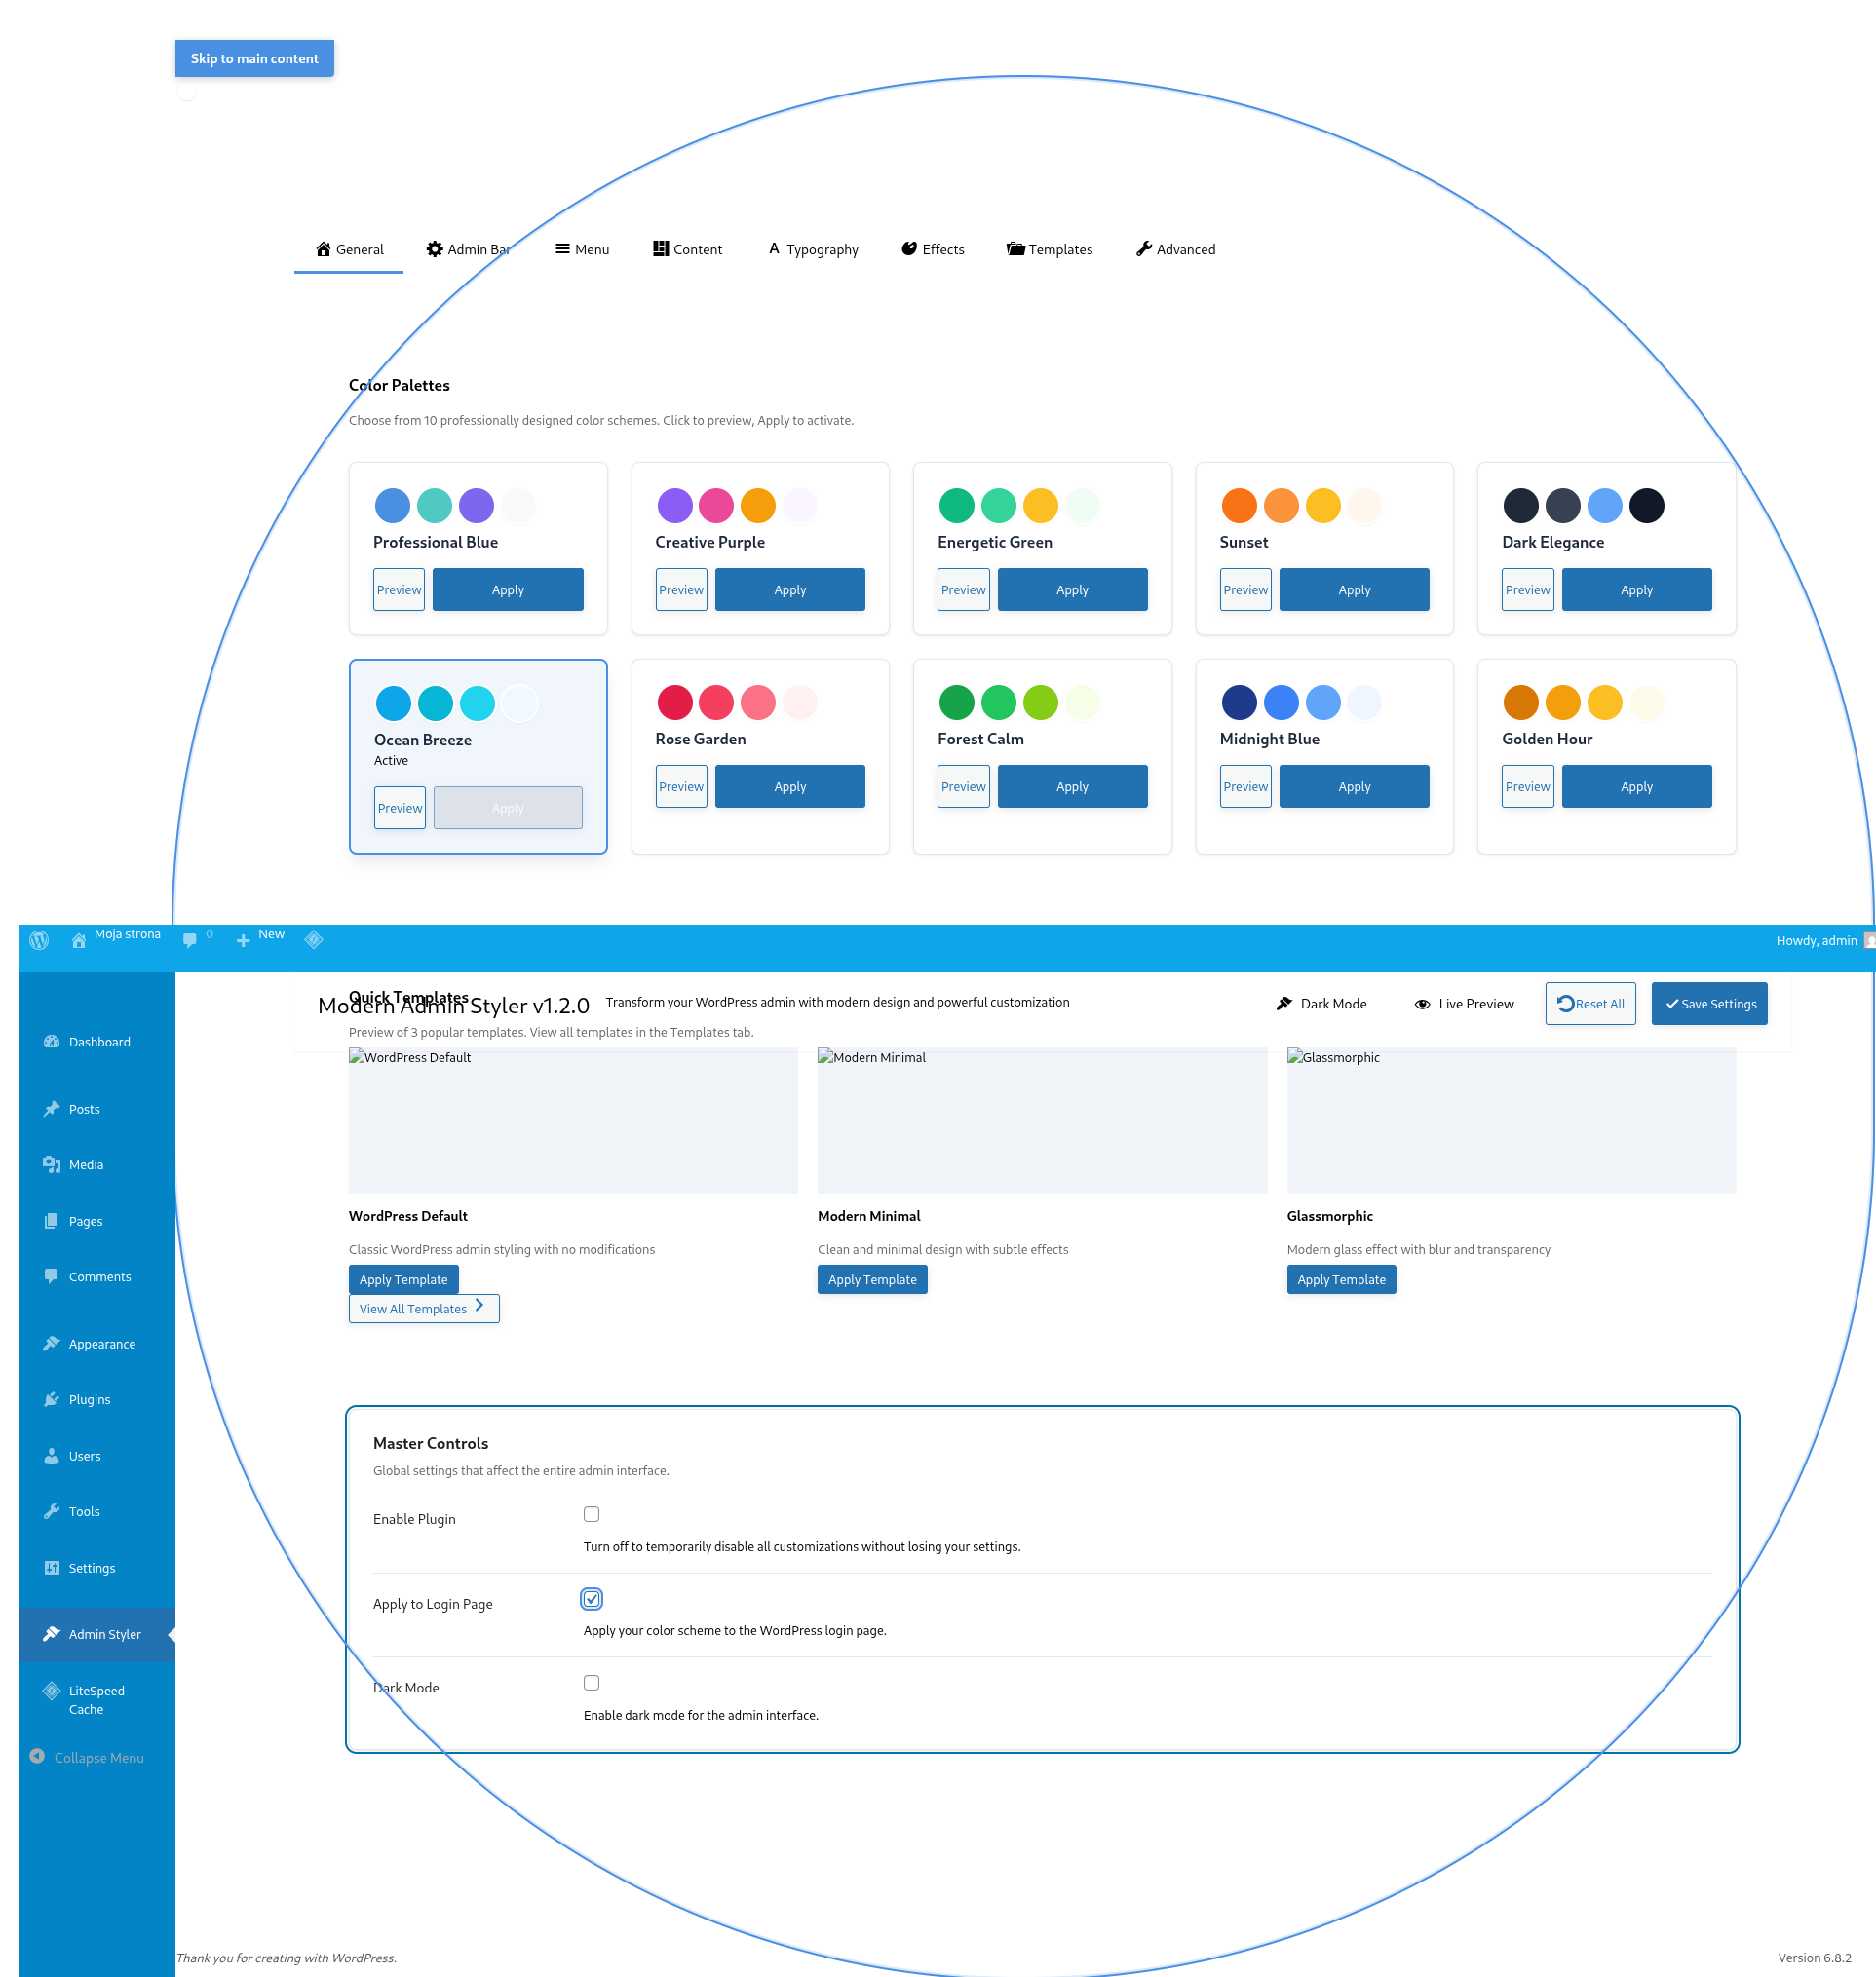 Skip to main content
General
Admin Bar
Menu
Content
Typography
Effects
Templates
Advanced
Color Palettes
Choose from 10 professionally designed color schemes. Click to preview, Apply to activate.
Professional Blue
Preview
Apply
Creative Purple
Preview
Apply
Energetic Green
Preview
Apply
Sunset
Preview
Apply
Dark Elegance
Preview
Apply
Ocean Breeze
Active
Preview
Apply
Rose Garden
Preview
Apply
Forest Calm
Preview
Apply
Midnight Blue
Preview
Apply
Golden Hour
Preview
Apply
Moja strona
0
New
Howdy, admin
Quick Templates
Modern Admin Styler v1.2.0
Transform your WordPress admin with modern design and powerful customization
Dark Mode
Live Preview
Reset All
Save Settings
Preview of 3 popular templates. View all templates in the Templates tab.
WordPress Default
Modern Minimal
Glassmorphic
WordPress Default
Classic WordPress admin styling with no modifications
Apply Template
Modern Minimal
Clean and minimal design with subtle effects
Apply Template
Glassmorphic
Modern glass effect with blur and transparency
Apply Template
View All Templates
Dashboard
Posts
Media
Pages
Comments
Appearance
Plugins
Users
Tools
Settings
Admin Styler
LiteSpeed
Cache
Collapse Menu
Master Controls
Global settings that affect the entire admin interface.
Enable Plugin
Turn off to temporarily disable all customizations without losing your settings.
Apply to Login Page
Apply your color scheme to the WordPress login page.
Dark Mode
Enable dark mode for the admin interface.
Thank you for creating with WordPress.
Version 6.8.2